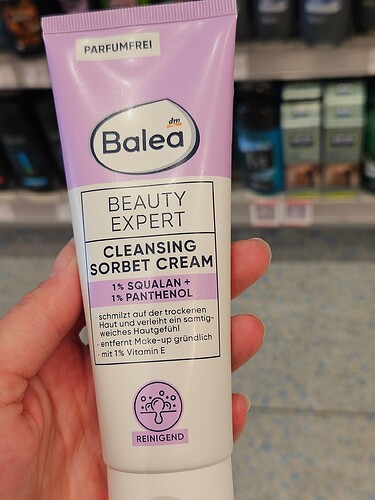 PARFUMFREI
dm
Balea
BEAUTY
EXPERT
CLEANSING
SORBET CREAM
1% SQUALAN +
1% PANTHENOL
· schmilzt auf der trockenen
Haut und verleiht ein samtig-
weiches Hautgefühl
· entfernt Make-up gründlich
· mit 1% Vitamin E
REINIGEND